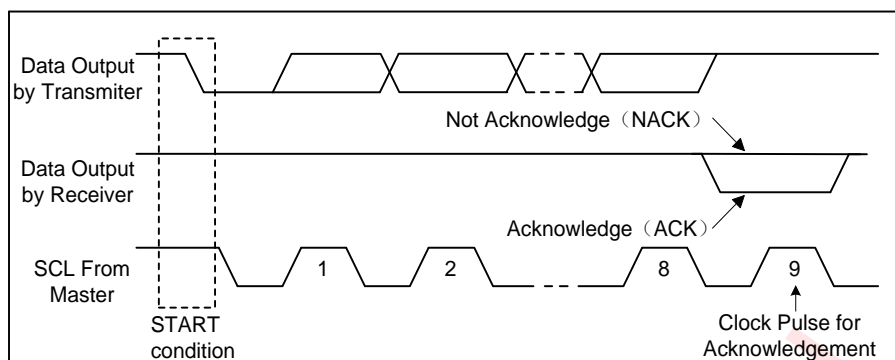 Data Output
by Transmiter
Not Acknowledge（NACK）
Data Output
by Receiver
Acknowledge（ACK）
SCL From
Master
1
2
8
9
START
condition
Clock Pulse for
Acknowledgement